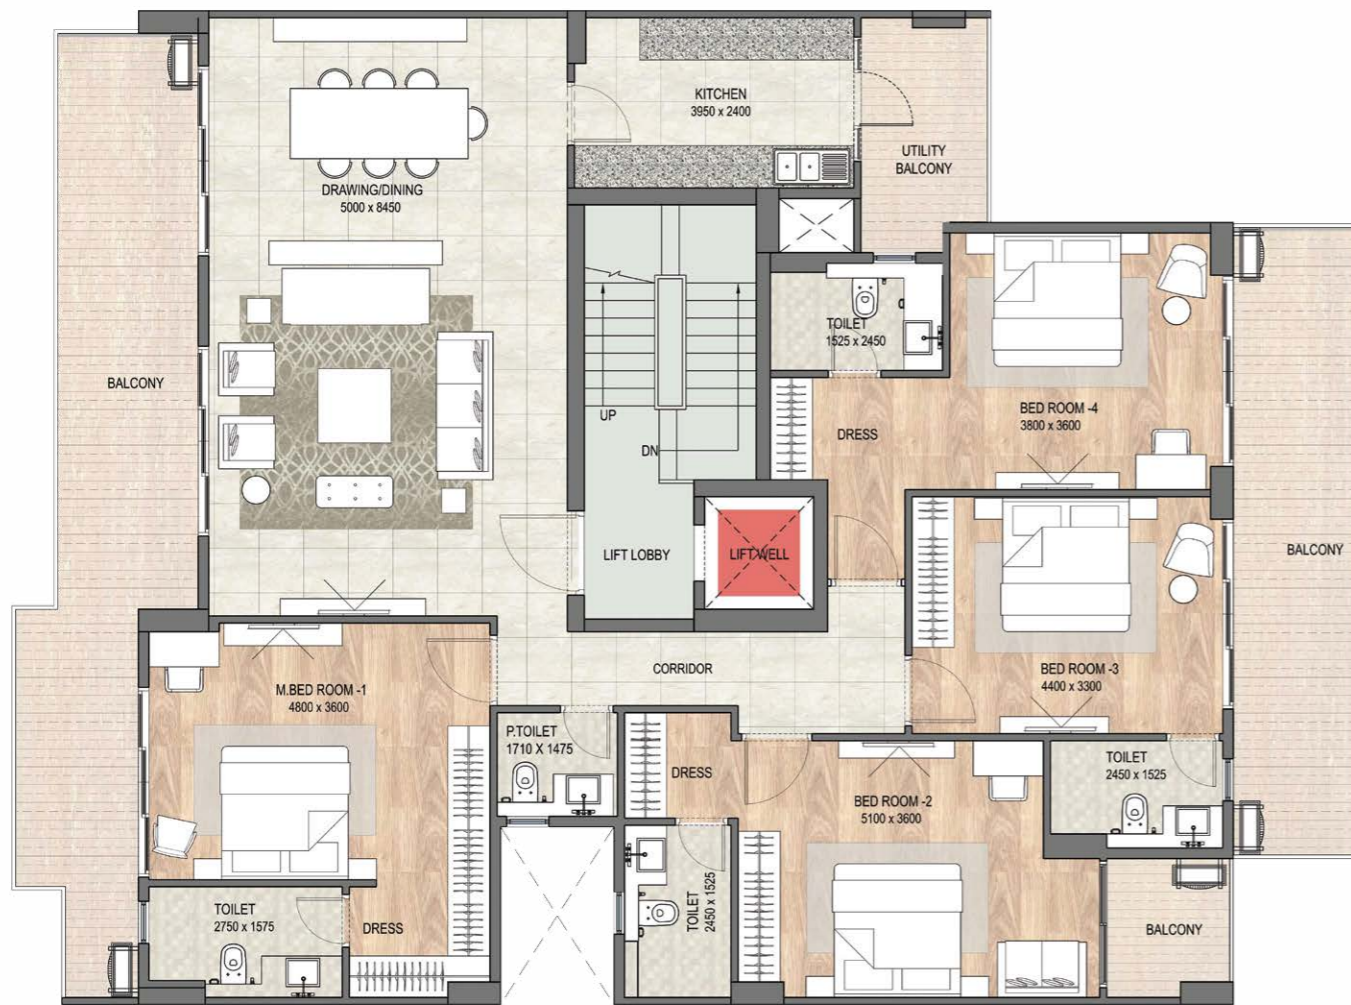 KITCHEN
3950 x 2400
UTILITY
BALCONY
DRAWING/DINING
5000 x 8450
TOILET
1525 x 2450
BALCONY
UP
DN
DRESS
BED ROOM -4
3800 x 3600
LIFT LOBBY
LIFT WELL
BALCONY
CORRIDOR
BED ROOM -3
4400 x 3300
M.BED ROOM -1
4800 x 3600
P.TOILET
1710 X 1475
DRESS
BED ROOM -2
5100 x 3600
TOILET
2450 x 1525
TOILET
2750 x 1575
DRESS
TOILET
2450 x 1525
BALCONY